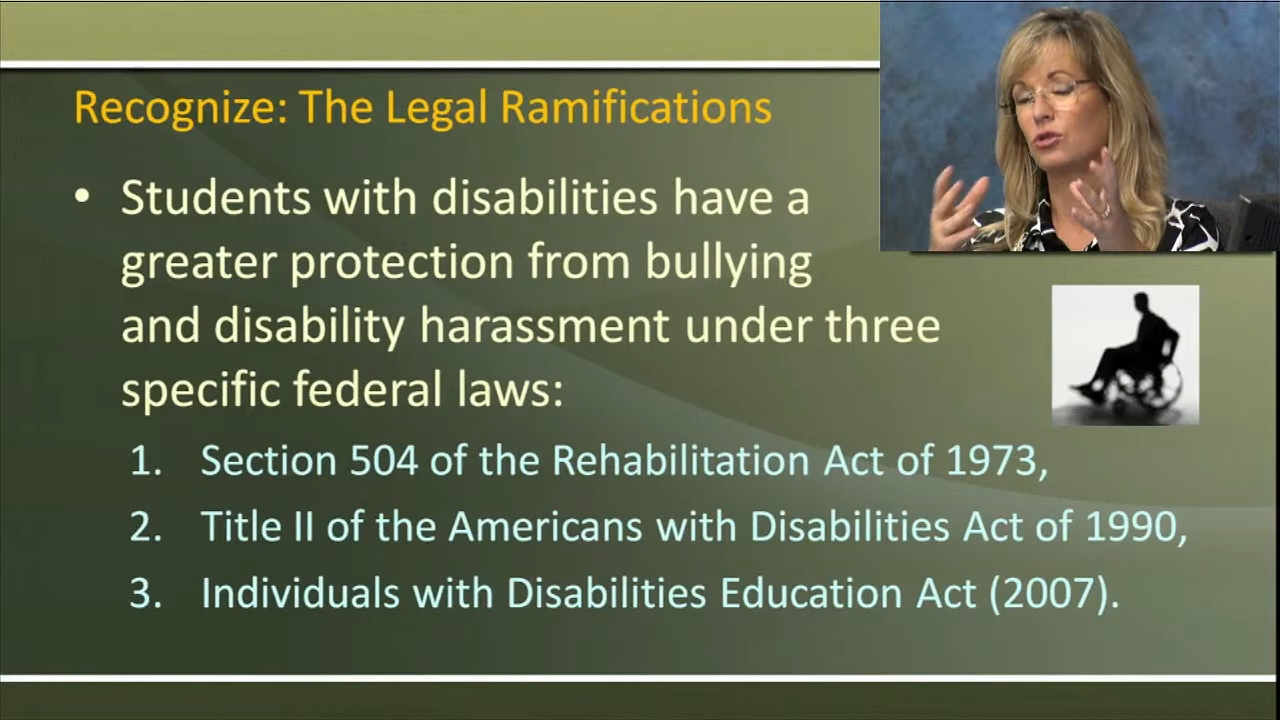 Recognize: The Legal Ramifications
• Students with disabilities have a
greater protection from bullying
and disability harassment under three
specific federal laws:
1. Section 504 of the Rehabilitation Act of 1973,
2. Title II of the Americans with Disabilities Act of 1990,
3. Individuals with Disabilities Education Act (2007).